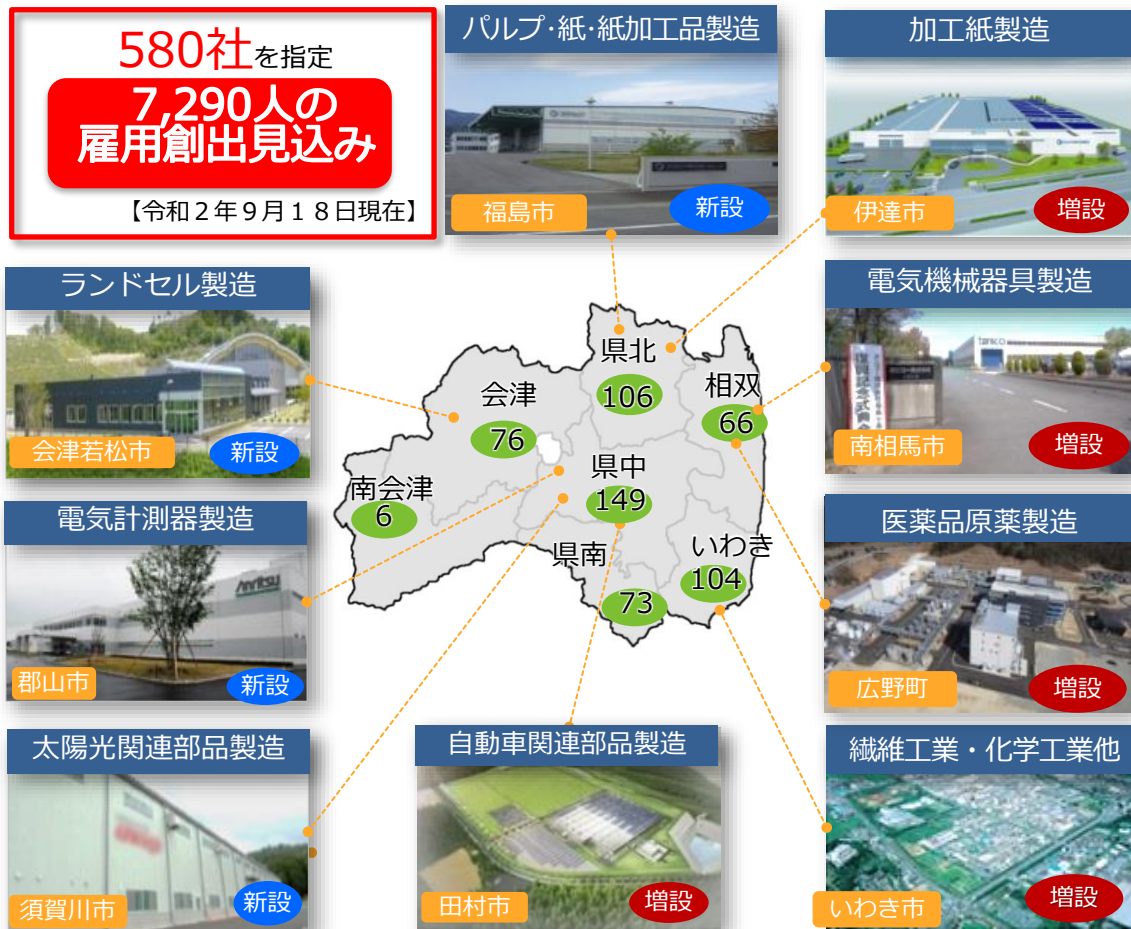 580社を指定
7,290人の
雇用創出見込み
【令和２年９月１８日現在】
パルプ･紙･紙加工品製造
福島市
新設
加工紙製造
伊達市
増設
ランドセル製造
会津若松市
新設
電気機械器具製造
tanko
南相馬市
増設
県北
106
会津
76
相双
66
県中
149
南会津
6
県南
73
いわき
104
電気計測器製造
Anritsu
郡山市
新設
医薬品原薬製造
広野町
増設
太陽光関連部品製造
須賀川市
新設
自動車関連部品製造
田村市
増設
繊維工業・化学工業他
いわき市
増設